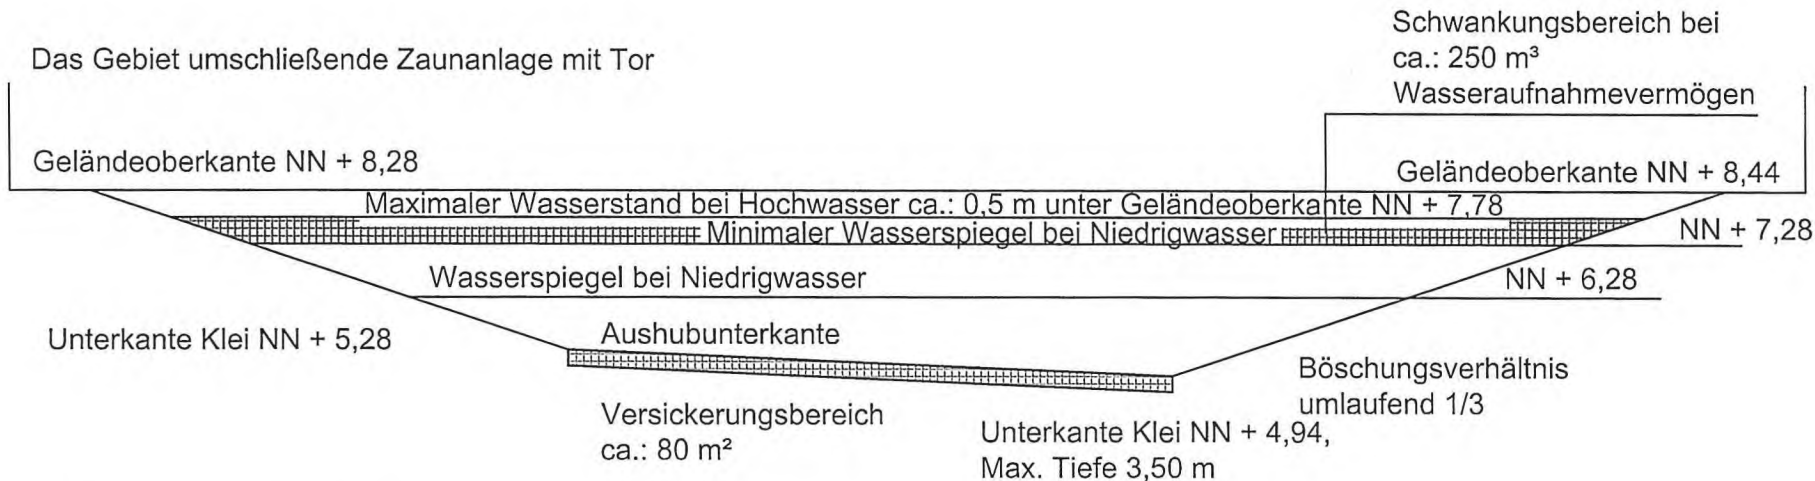 Das Gebiet umschließende Zaunanlage mit Tor
Schwankungsbereich bei
ca.: 250 m³
Wasseraufnahmevermögen
Geländeoberkante NN + 8,28
Geländeoberkante NN + 8,44
Maximaler Wasserstand bei Hochwasser ca.: 0,5 m unter Geländeoberkante NN + 7,78
Minimaler Wasserspiegel bei Niedrigwasser
NN + 7,28
Wasserspiegel bei Niedrigwasser
NN + 6,28
Unterkante Klei NN + 5,28
Aushubunterkante
Böschungsverhältnis
umlaufend 1/3
Versickerungsbereich
ca.: 80 m²
Unterkante Klei NN + 4,94,
Max. Tiefe 3,50 m